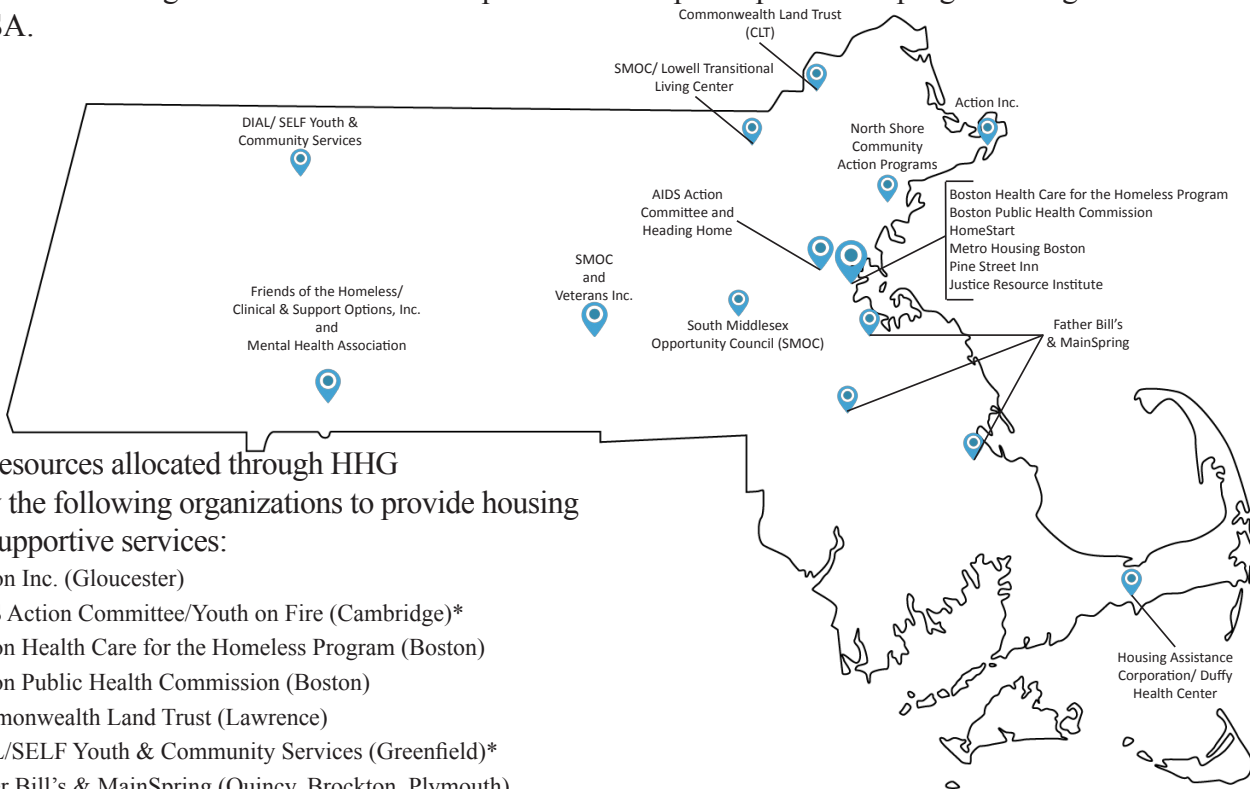 SA.
Commonwealth Land Trust
(CLT)
SMOC/ Lowell Transitional
Living Center
Action Inc.
DIAL/ SELF Youth &
Community Services
North Shore
Community
Action Programs
AIDS Action
Committee and
Heading Home
Boston Health Care for the Homeless Program
Boston Public Health Commission
HomeStart
Metro Housing Boston
Pine Street Inn
Justice Resource Institute
SMOC
and
Veterans Inc.
Friends of the Homeless/
Clinical & Support Options, Inc.
and
Mental Health Association
South Middlesex
Opportunity Council (SMOC)
Father Bill's
& MainSpring
esources allocated through HHG
the following organizations to provide housing
upportive services:
on Inc. (Gloucester)
Action Committee/Youth on Fire (Cambridge)*
on Health Care for the Homeless Program (Boston)
on Public Health Commission (Boston)
monwealth Land Trust (Lawrence)
L/SELF Youth & Community Services (Greenfield)*
r Bill's & MainSpring (Quincy, Brockton, Plymouth)
Housing Assistance
Corporation/ Duffy
Health Center